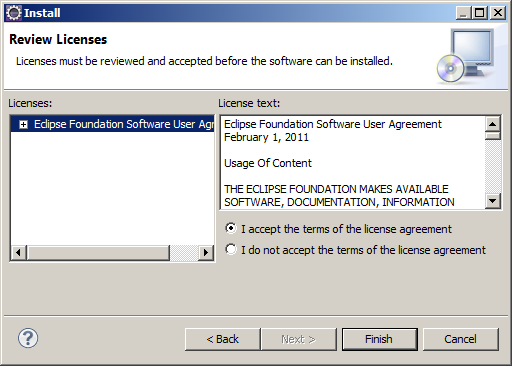 Install
Review Licenses
Licenses must be reviewed and accepted before the software can be installed.
Licenses:
Eclipse Foundation Software User Agr
License text:
Eclipse Foundation Software User Agreement
February 1, 2011
Usage Of Content
THE ECLIPSE FOUNDATION MAKES AVAILABLE
SOFTWARE, DOCUMENTATION, INFORMATION
I accept the terms of the license agreement
I do not accept the terms of the license agreement
?
< Back
Next >
Finish
Cancel